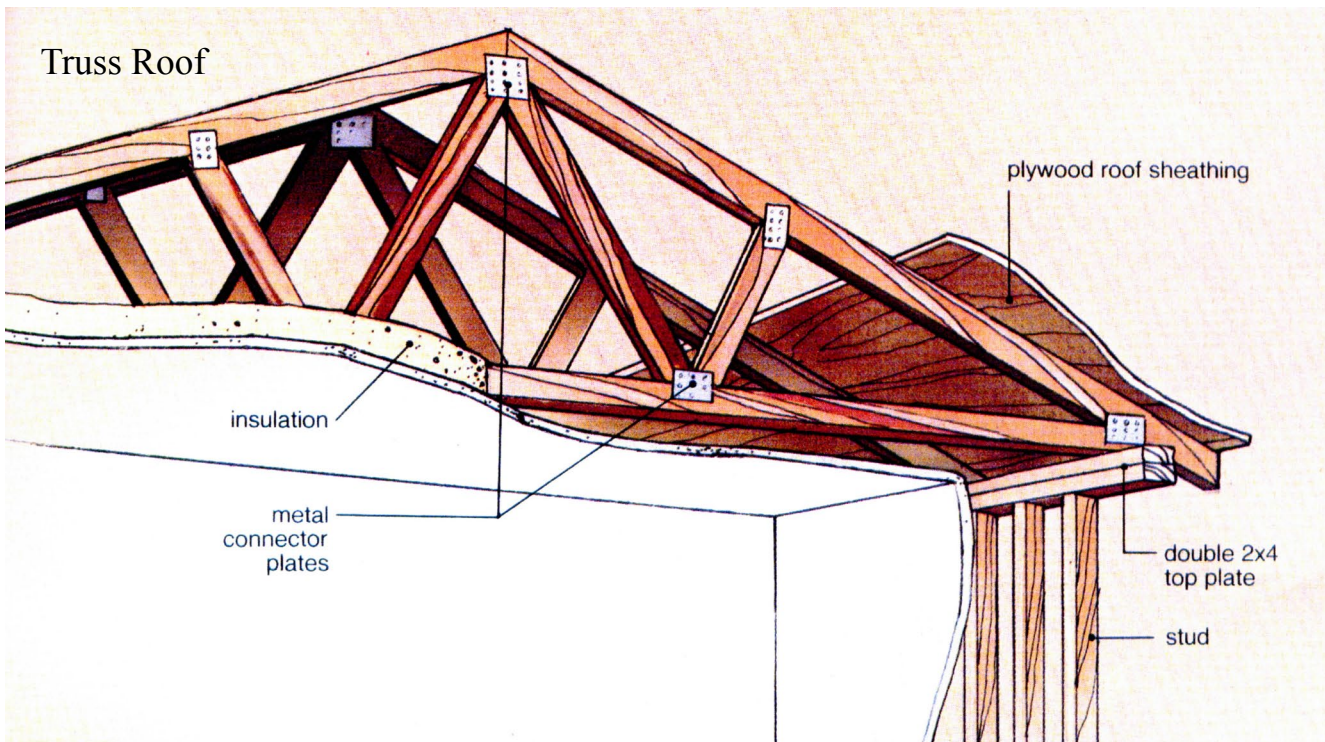 Truss Roof
plywood roof sheathing
insulation
metal
connector
plates
double 2x4
top plate
stud